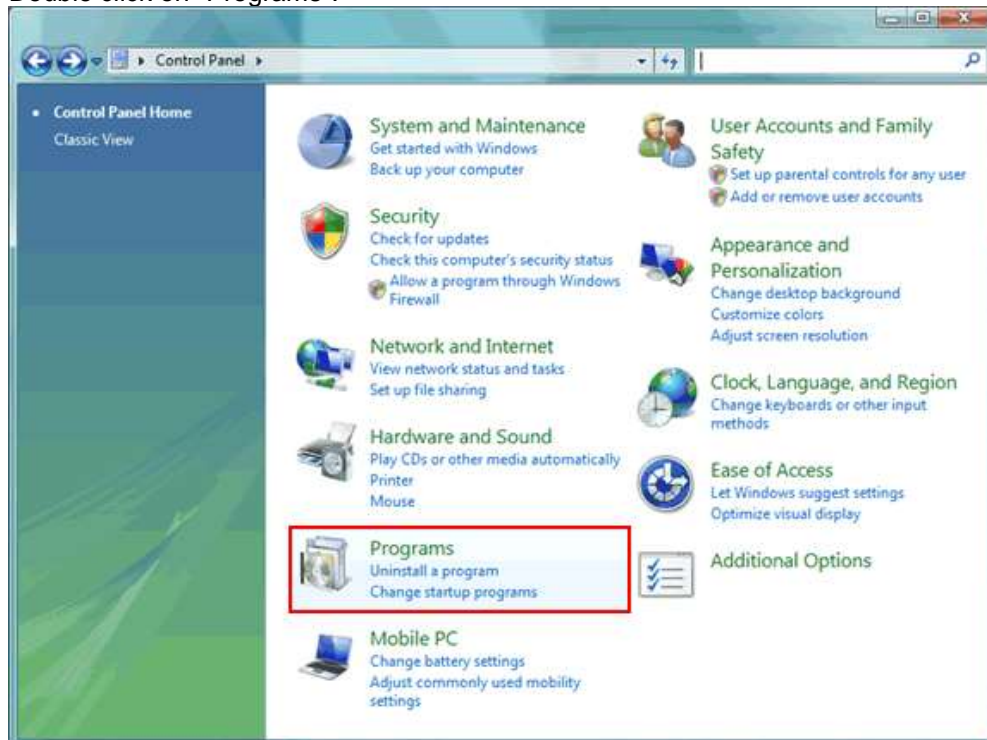 Double click on "Programs".
Control Panel
Control Panel Home
Classic View
System and Maintenance
Get started with Windows
Back up your computer
Security
Check for updates
Check this computer's security status
Allow a program through Windows
Firewall
Network and Internet
View network status and tasks
Set up file sharing
Hardware and Sound
Play CDs or other media automatically
Printer
Mouse
Programs
Uninstall a program
Change startup programs
Mobile PC
Change battery settings
Adjust commonly used mobility
settings
User Accounts and Family
Safety
Set up parental controls for any user
Add or remove user accounts
Appearance and
Personalization
Change desktop background
Customize colors
Adjust screen resolution
Clock, Language, and Region
Change keyboards or other input
methods
Ease of Access
Let Windows suggest settings
Optimize visual display
Additional Options